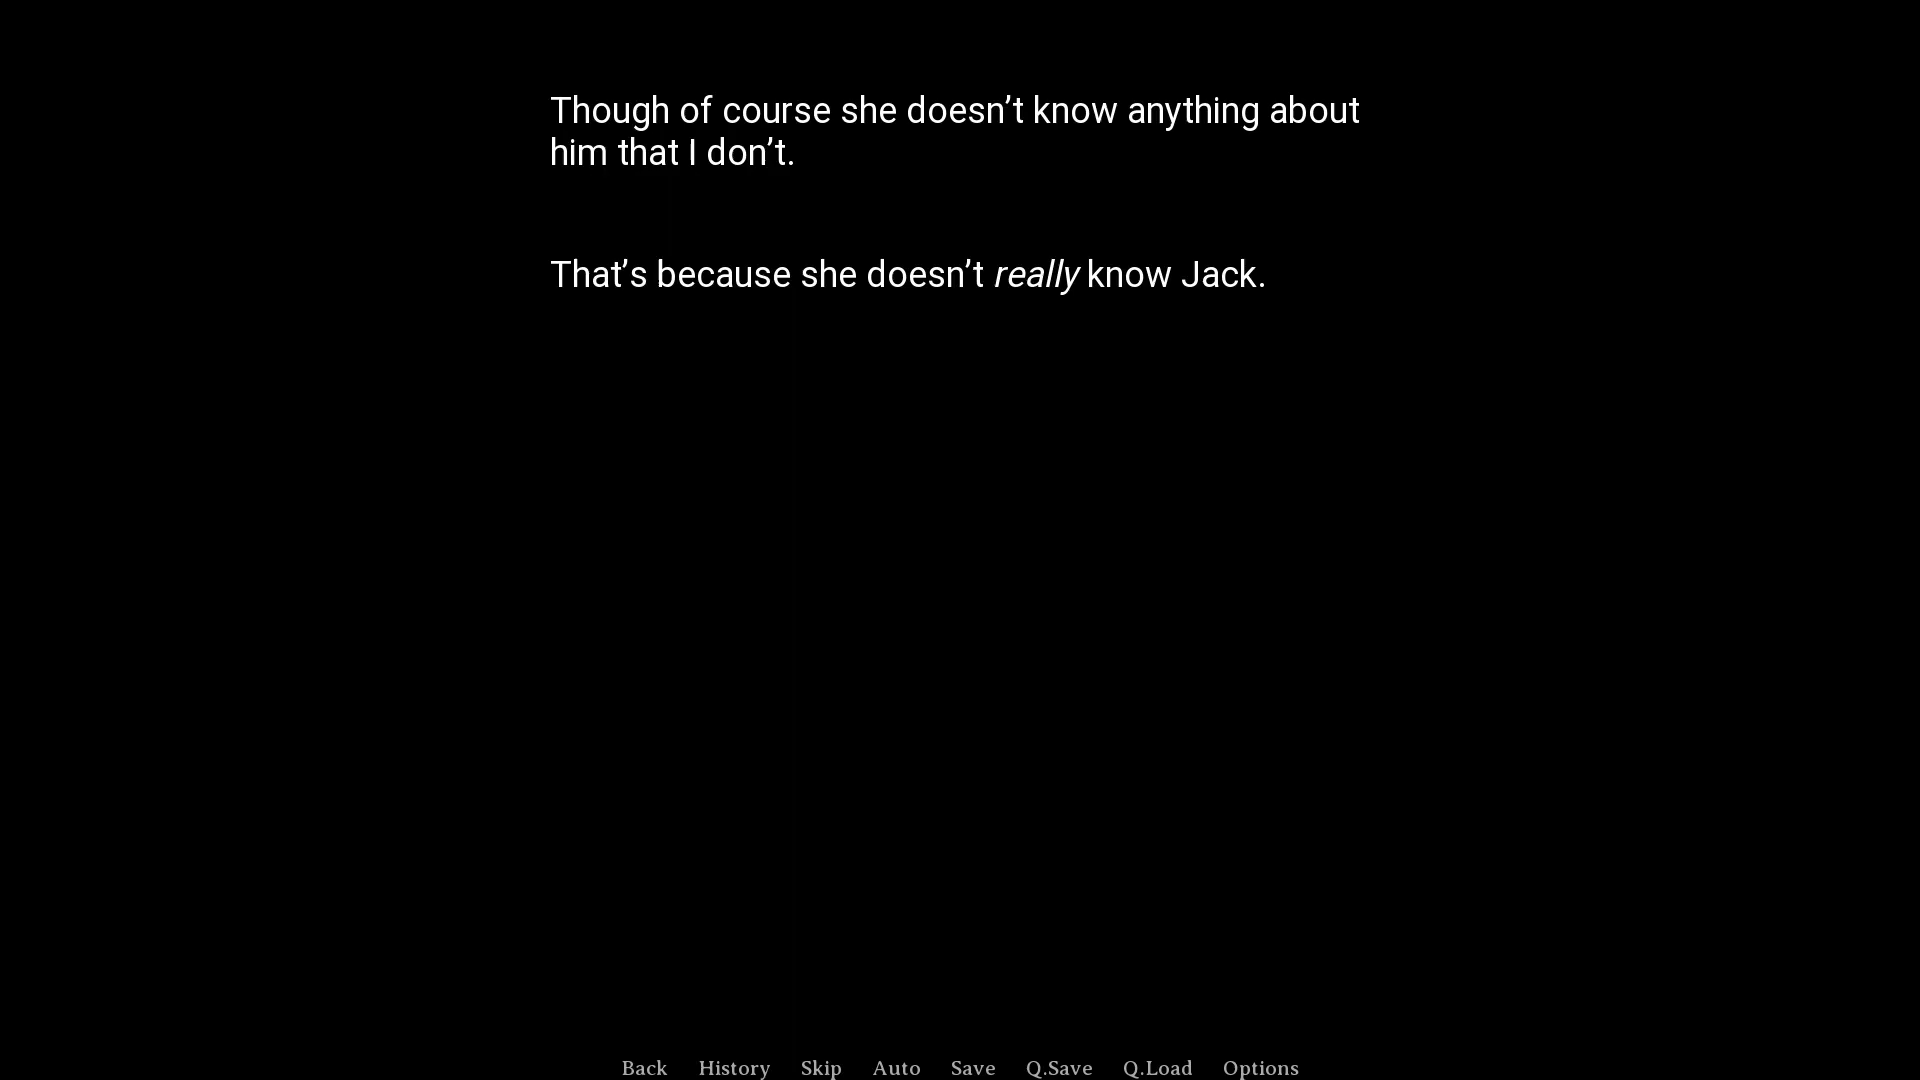 Though of course she doesn’t know anything about
him that I don’t.
That’s because she doesn’t really know Jack.
Back History Skip Auto Save Q.Save Q.Load Options